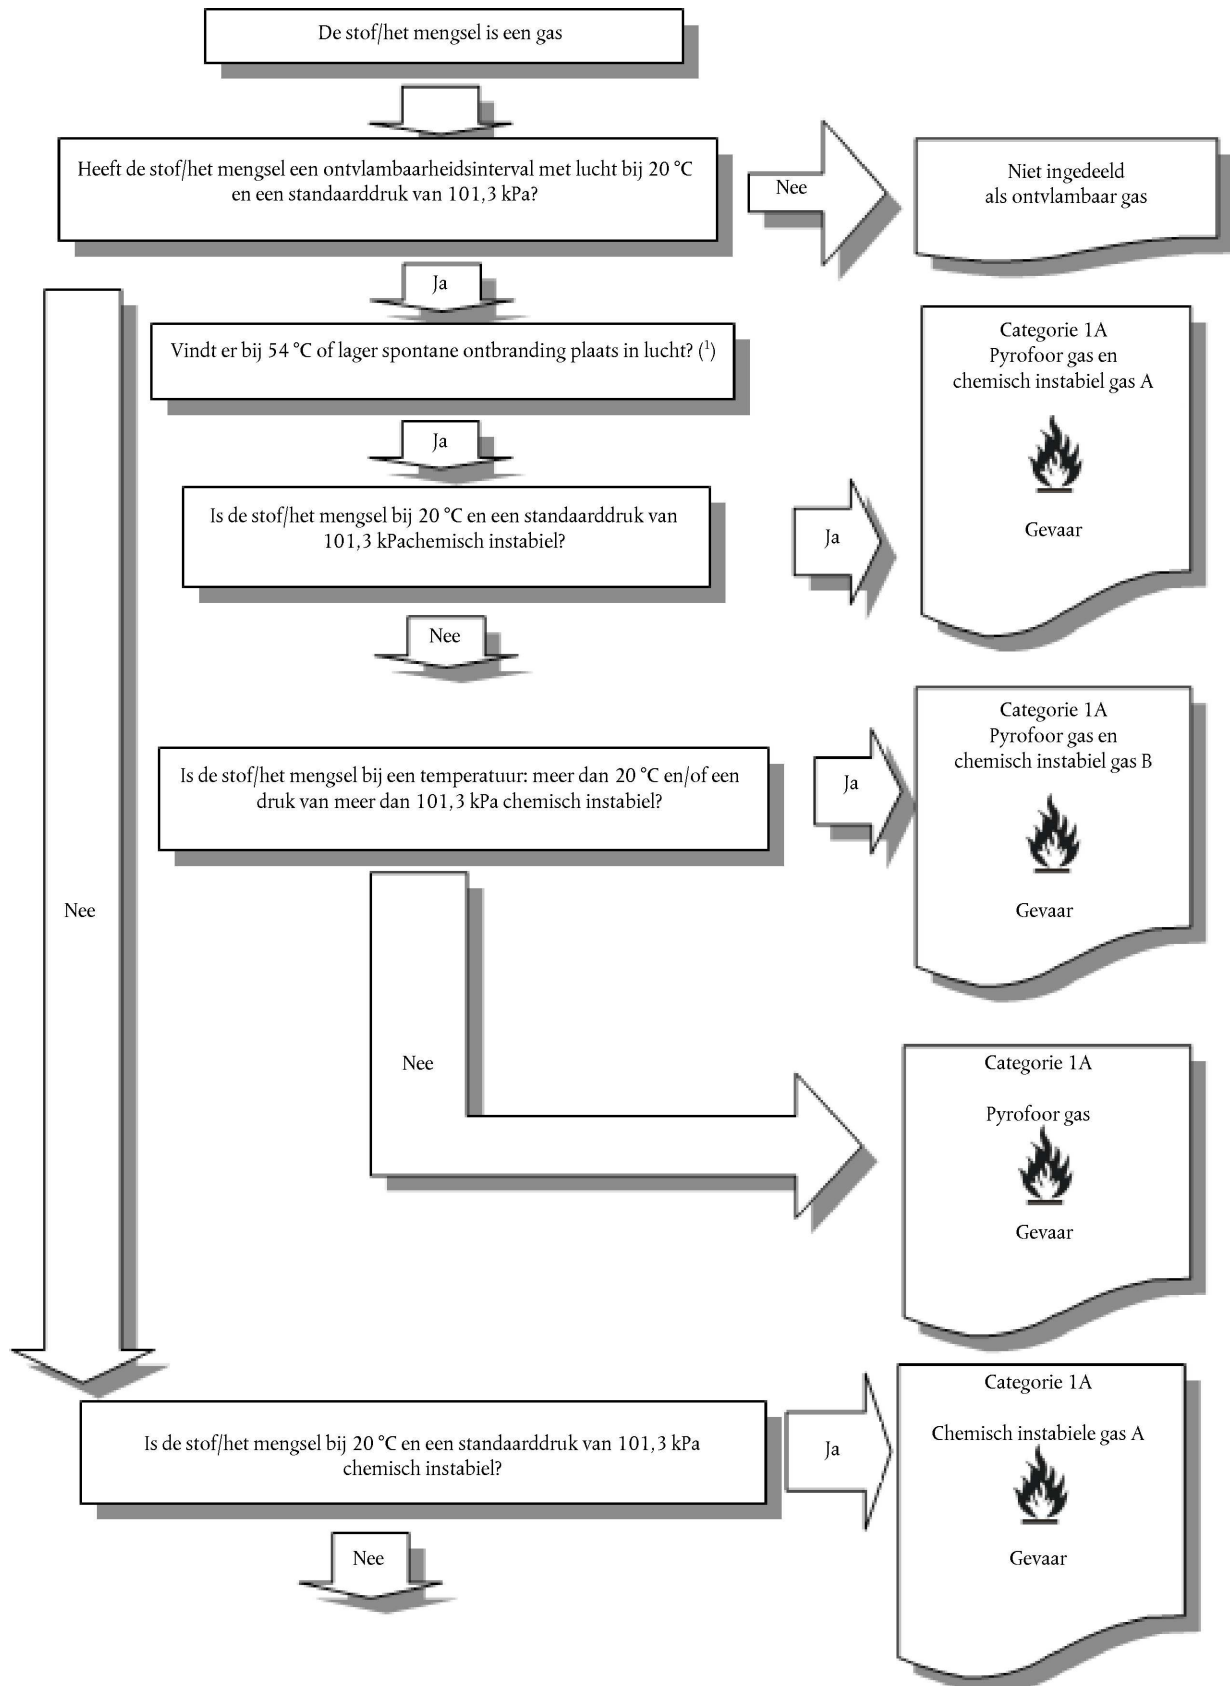 De stof/het mengsel is een gas
Heeft de stof/het mengsel een ontvlambaarheidsinterval met lucht bij 20 °C
en een standaarddruk van 101,3 kPa?
Nee
Niet ingedeeld
als ontvlambaar gas
Ja
Vindt er bij 54 °C of lager spontane ontbranding plaats in lucht? (¹)
Categorie 1A
Pyrofoor gas en
chemisch instabiel gas A
Gevaar
Ja
Is de stof/het mengsel bij 20 °C en een standaarddruk van
101,3 kPachemisch instabiel?
Ja
Nee
Categorie 1A
Pyrofoor gas en
chemisch instabiel gas B
Gevaar
Is de stof/het mengsel bij een temperatuur: meer dan 20 °C en/of een
druk van meer dan 101,3 kPa chemisch instabiel?
Ja
Nee
Nee
Categorie 1A
Pyrofoor gas
Gevaar
Is de stof/het mengsel bij 20 °C en een standaarddruk van 101,3 kPa
chemisch instabiel?
Ja
Categorie 1A
Chemisch instabiele gas A
Gevaar
Nee